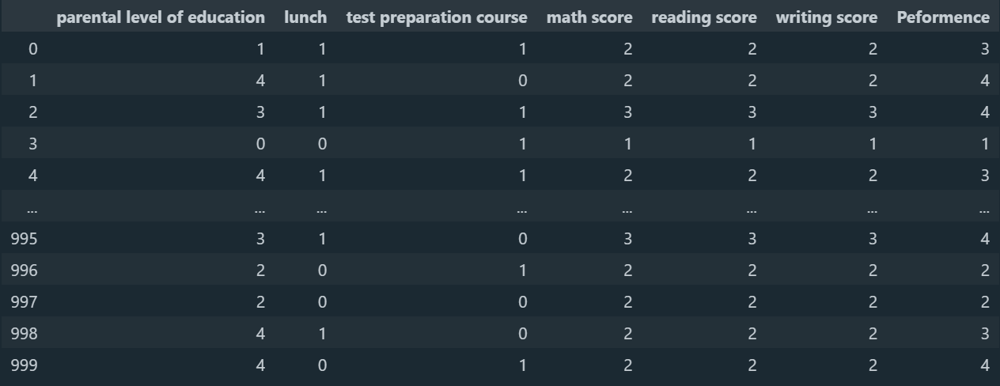 parental level of education lunch test preparation course math score reading score writing score Peformence
0 1 1 1 2 2 2 3
1 4 1 0 2 2 2 4
2 3 1 1 3 3 3 4
3 0 0 1 1 1 1 1
4 4 1 1 2 2 2 3
... ... ... ... ... ... ... ...
995 3 1 0 3 3 3 4
996 2 0 1 2 2 2 2
997 2 0 0 2 2 2 2
998 4 1 0 2 2 2 3
999 4 0 1 2 2 2 4